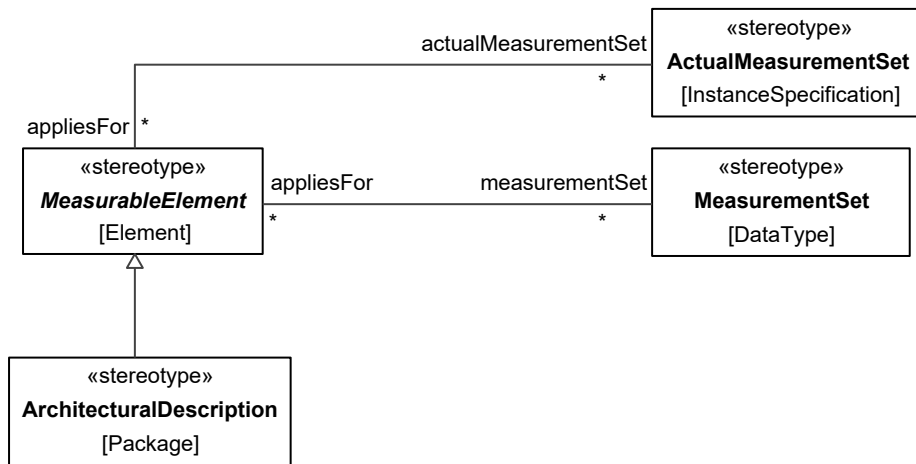 «stereotype»
ActualMeasurementSet
[InstanceSpecification]
actualMeasurementSet
*
appliesFor
*
«stereotype»
MeasurableElement
[Element]
appliesFor
*
measurementSet
*
«stereotype»
MeasurementSet
[DataType]
«stereotype»
ArchitecturalDescription
[Package]